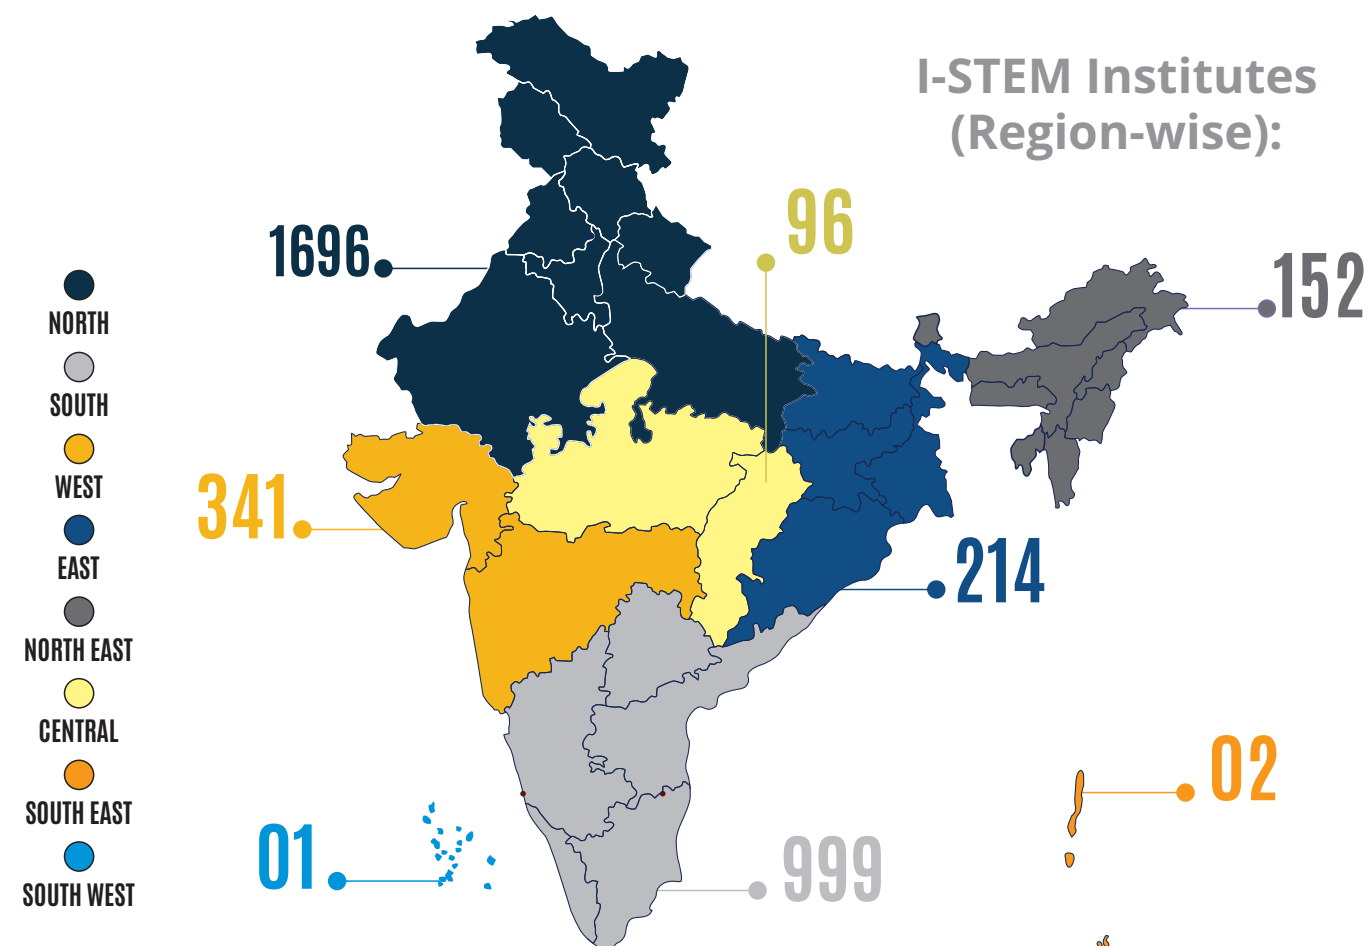 I-STEM Institutes
(Region-wise):
96
1696
152
NORTH
SOUTH
WEST
341
EAST
214
NORTH EAST
CENTRAL
02
SOUTH EAST
01
999
SOUTH WEST